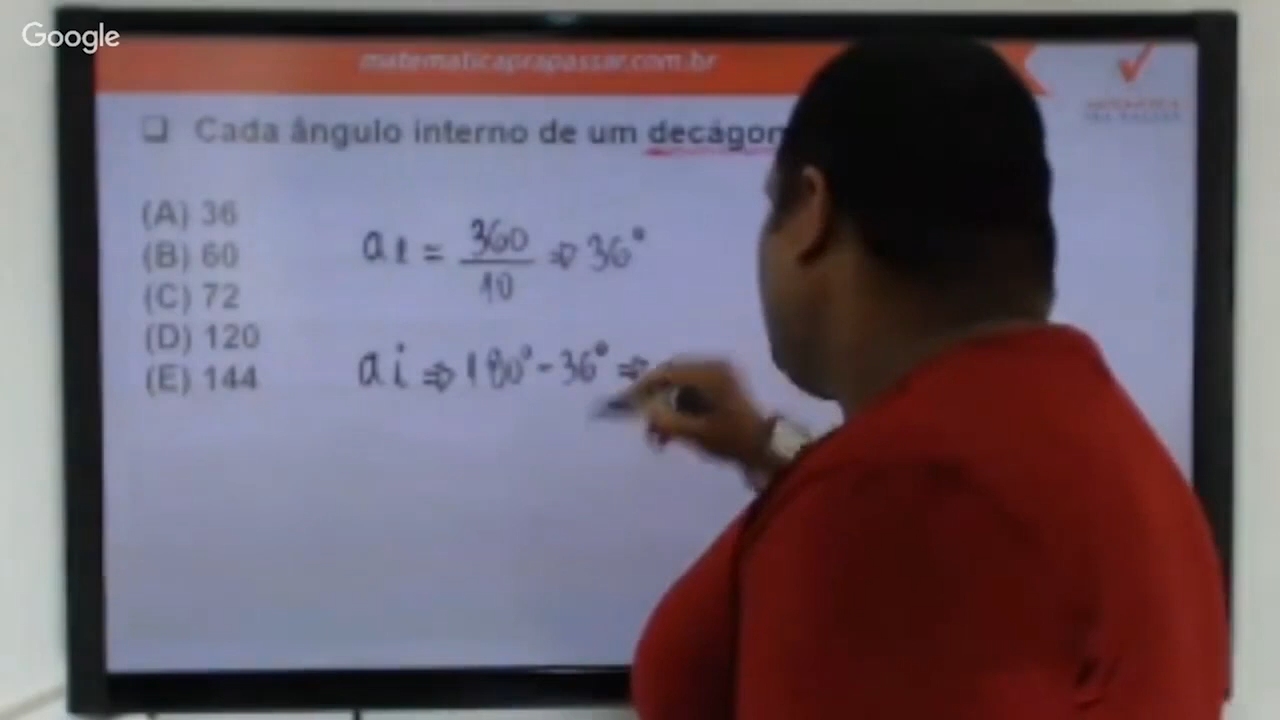 Google
matematicaprapassar.com.br
❑ Cada ângulo interno de um decágon
(A) 36
(B) 60
(C) 72
(D) 120
(E) 144
ae = 360/10 ⇒ 36°
ai ⇒ 180° - 36° ⇒